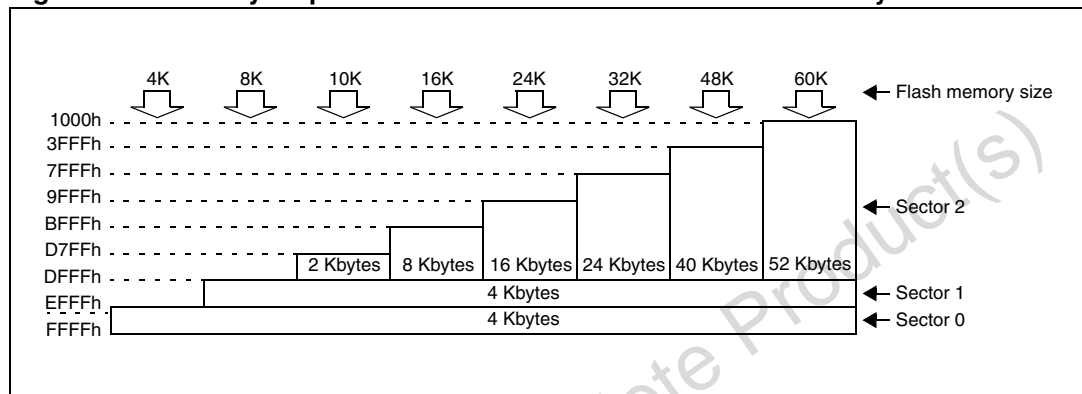 4K 8K 10K 16K 24K 32K 48K 60K
Flash memory size
1000h
3FFFh
7FFFh
9FFFh
Sector 2
BFFFh
D7FFh
2 Kbytes 8 Kbytes 16 Kbytes 24 Kbytes 40 Kbytes 52 Kbytes
DFFFh
4 Kbytes
Sector 1
EFFFh
4 Kbytes
Sector 0
FFFFh
ete Product(s)